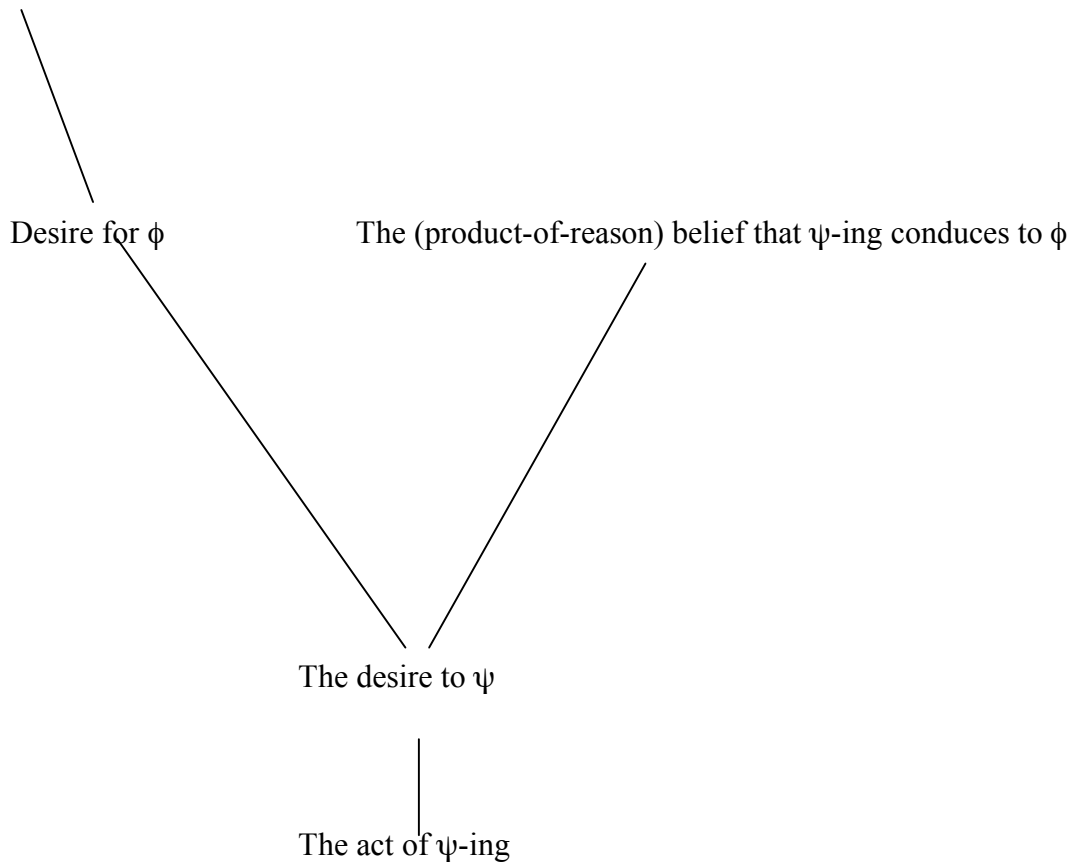 Desire for ϕ
The (product-of-reason) belief that ψ-ing conduces to ϕ
The desire to ψ
The act of ψ-ing